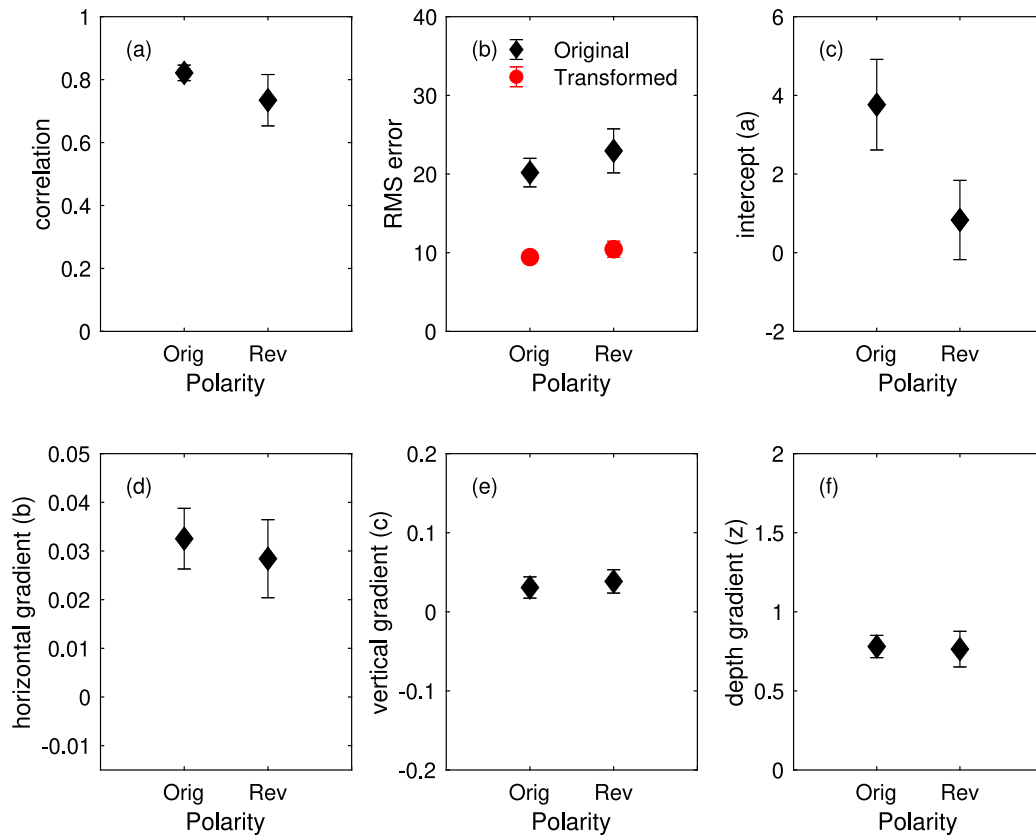 (a)
correlation
1
0.8
0.6
0.4
0.2
0
Orig Rev
Polarity
(b)
Original
Transformed
RMS error
40
30
20
10
0
Orig Rev
Polarity
(c)
intercept (a)
6
4
2
0
-2
Orig Rev
Polarity
(d)
horizontal gradient (b)
0.05
0.04
0.03
0.02
0.01
0
-0.01
Orig Rev
Polarity
(e)
vertical gradient (c)
0.2
0.1
0
-0.1
-0.2
Orig Rev
Polarity
(f)
depth gradient (z)
2
1.5
1
0.5
0
Orig Rev
Polarity